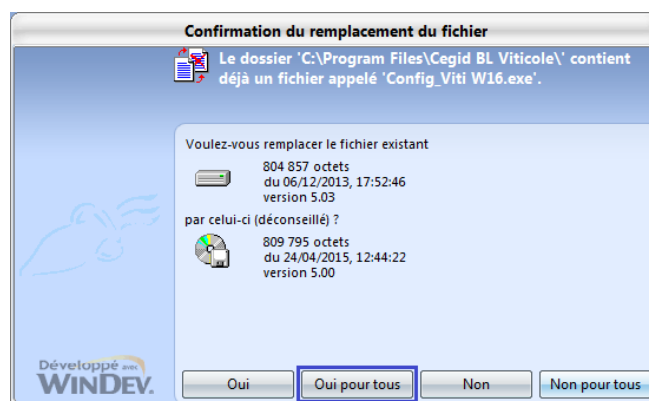 Confirmation du remplacement du fichier
Le dossier 'C:\Program Files\Cegid BL Viticole\' contient
déjà un fichier appelé 'Config_Viti W16.exe'.
Voulez-vous remplacer le fichier existant
804 857 octets
du 06/12/2013, 17:52:46
version 5.03
par celui-ci (déconseillé) ?
809 795 octets
du 24/04/2015, 12:44:22
version 5.00
Développé avec
WINDEV.
Oui
Oui pour tous
Non
Non pour tous